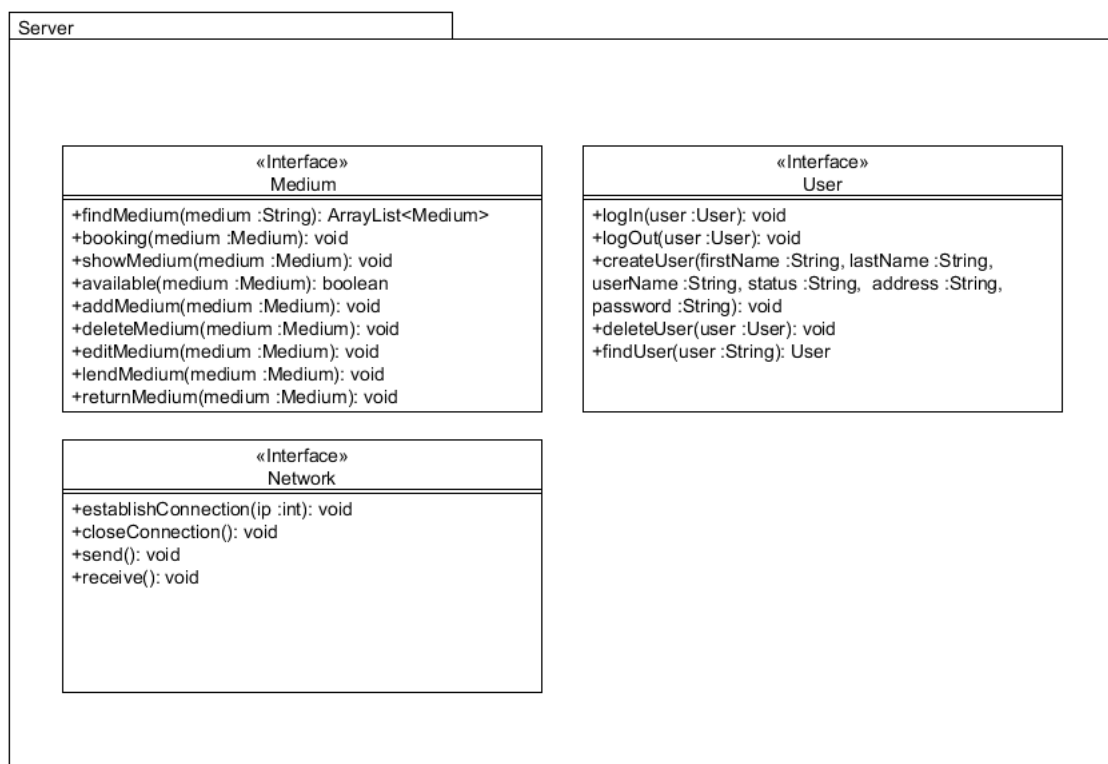 Server
«Interface»
Medium
+findMedium(medium :String): ArrayList<Medium>
+booking(medium :Medium): void
+showMedium(medium :Medium): void
+available(medium :Medium): boolean
+addMedium(medium :Medium): void
+deleteMedium(medium :Medium): void
+editMedium(medium :Medium): void
+lendMedium(medium :Medium): void
+returnMedium(medium :Medium): void
«Interface»
User
+logIn(user :User): void
+logOut(user :User): void
+createUser(firstName :String, lastName :String,
userName :String, status :String,  address :String,
password :String): void
+deleteUser(user :User): void
+findUser(user :String): User
«Interface»
Network
+establishConnection(ip :int): void
+closeConnection(): void
+send(): void
+receive(): void